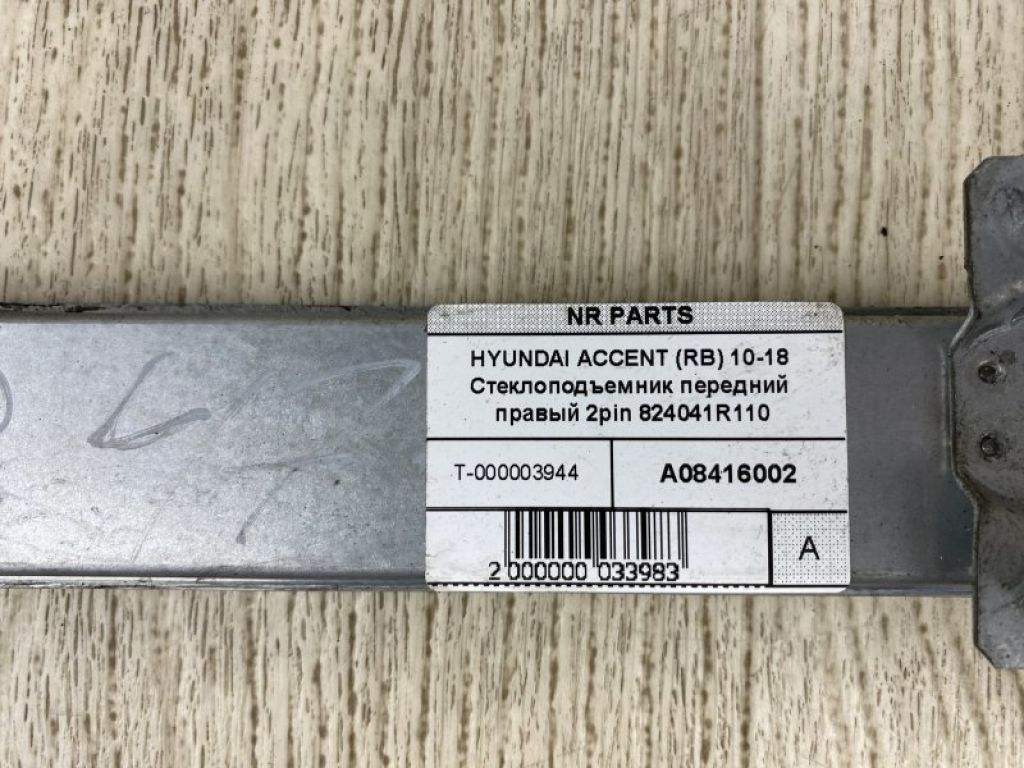 NR PARTS
HYUNDAI ACCENT (RB) 10-18
Стеклоподъемник передний
правый 2pin 824041R110
T-000003944
A08416002
2 000000 033983
A